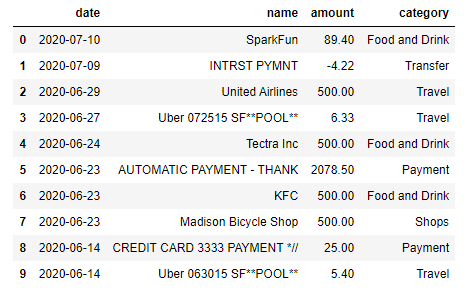 date name amount category
0 2020-07-10 SparkFun 89.40 Food and Drink
1 2020-07-09 INTRST PYMNT -4.22 Transfer
2 2020-06-29 United Airlines 500.00 Travel
3 2020-06-27 Uber 072515 SF**POOL** 6.33 Travel
4 2020-06-24 Tectra Inc 500.00 Food and Drink
5 2020-06-23 AUTOMATIC PAYMENT - THANK 2078.50 Payment
6 2020-06-23 KFC 500.00 Food and Drink
7 2020-06-23 Madison Bicycle Shop 500.00 Shops
8 2020-06-14 CREDIT CARD 3333 PAYMENT *// 25.00 Payment
9 2020-06-14 Uber 063015 SF**POOL** 5.40 Travel